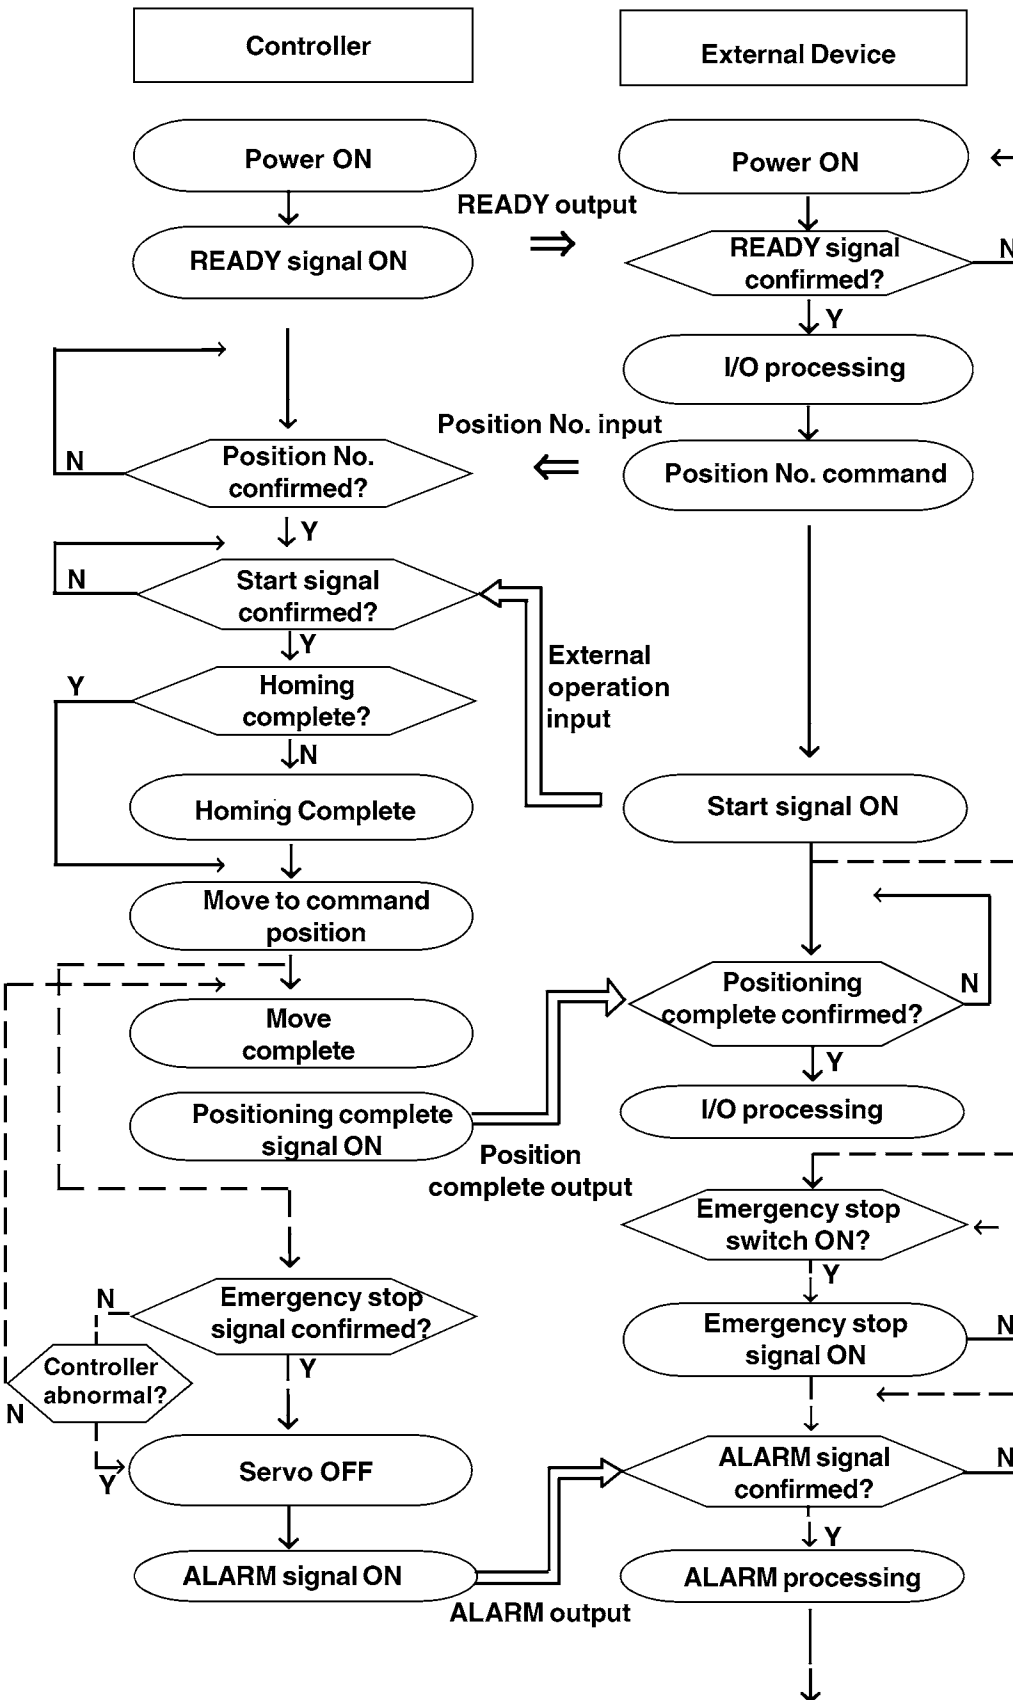 Controller
External Device
Power ON
Power ON
READY output
READY signal ON
READY signal
confirmed?
N
Y
I/O processing
Position No. input
Position No.
confirmed?
N
Position No. command
Y
Start signal
confirmed?
N
Y
External
operation
input
Homing
complete?
Y
N
Homing Complete
Start signal ON
Move to command
position
Positioning
complete confirmed?
N
Move
complete
Y
Positioning complete
signal ON
I/O processing
Position
complete output
Emergency stop
switch ON?
Y
Emergency stop
signal confirmed?
N
Y
Emergency stop
signal ON
N
Controller
abnormal?
N
Y
Servo OFF
ALARM signal
confirmed?
N
Y
ALARM signal ON
ALARM processing
ALARM output